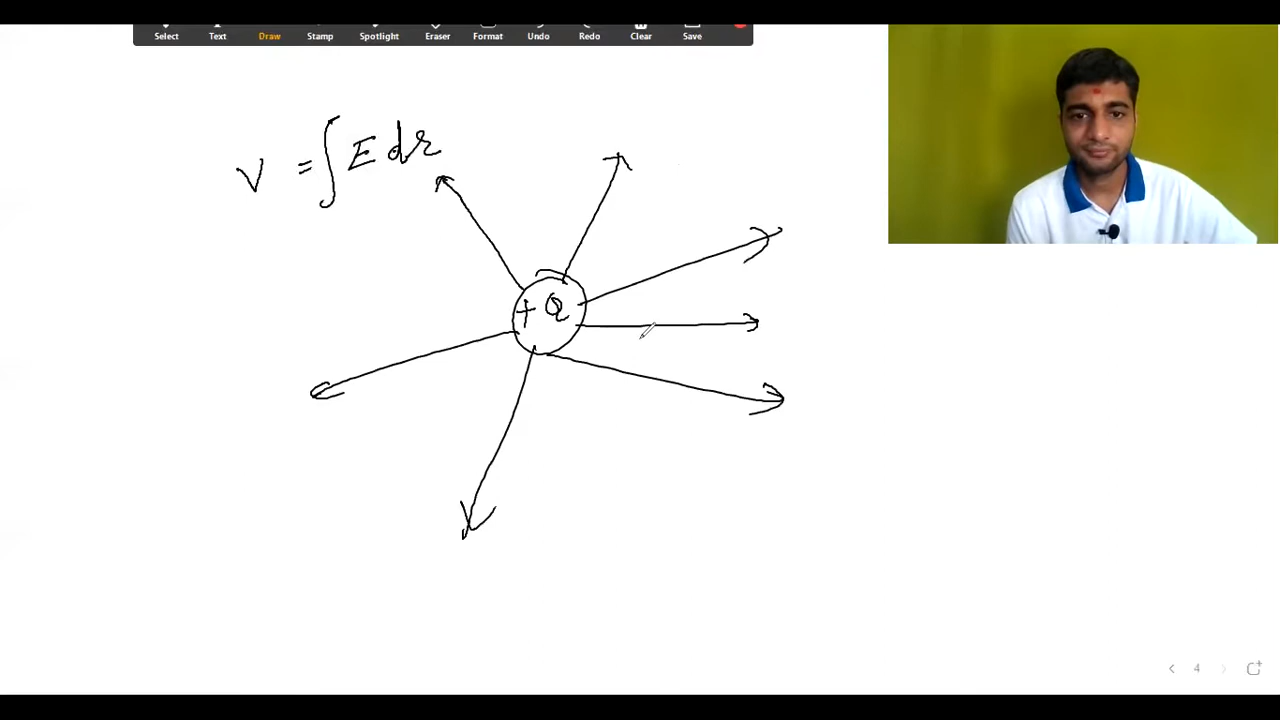 Select Text Draw Stamp Spotlight Eraser Format Undo Redo Clear Save
V = ∫ E dr
+Q
4